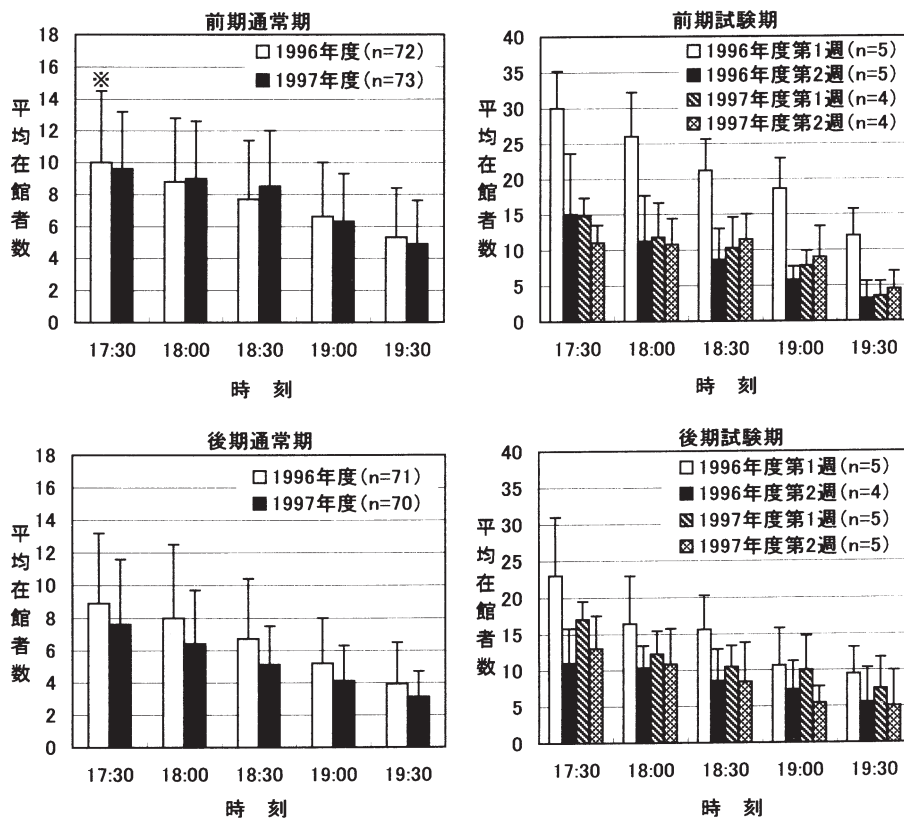 前期通常期
18
16
14
12
10
8
6
4
2
0
平均在館者数
※
1996年度(n=72)
1997年度(n=73)
17:30 18:00 18:30 19:00 19:30
時 刻
前期試験期
40
35
30
25
20
15
10
5
0
平均在館者数
1996年度第1週(n=5)
1996年度第2週(n=5)
1997年度第1週(n=4)
1997年度第2週(n=4)
17:30 18:00 18:30 19:00 19:30
時 刻
後期通常期
18
16
14
12
10
8
6
4
2
0
平均在館者数
1996年度(n=71)
1997年度(n=70)
17:30 18:00 18:30 19:00 19:30
時 刻
後期試験期
40
35
30
25
20
15
10
5
0
平均在館者数
1996年度第1週(n=5)
1996年度第2週(n=4)
1997年度第1週(n=5)
1997年度第2週(n=5)
17:30 18:00 18:30 19:00 19:30
時 刻